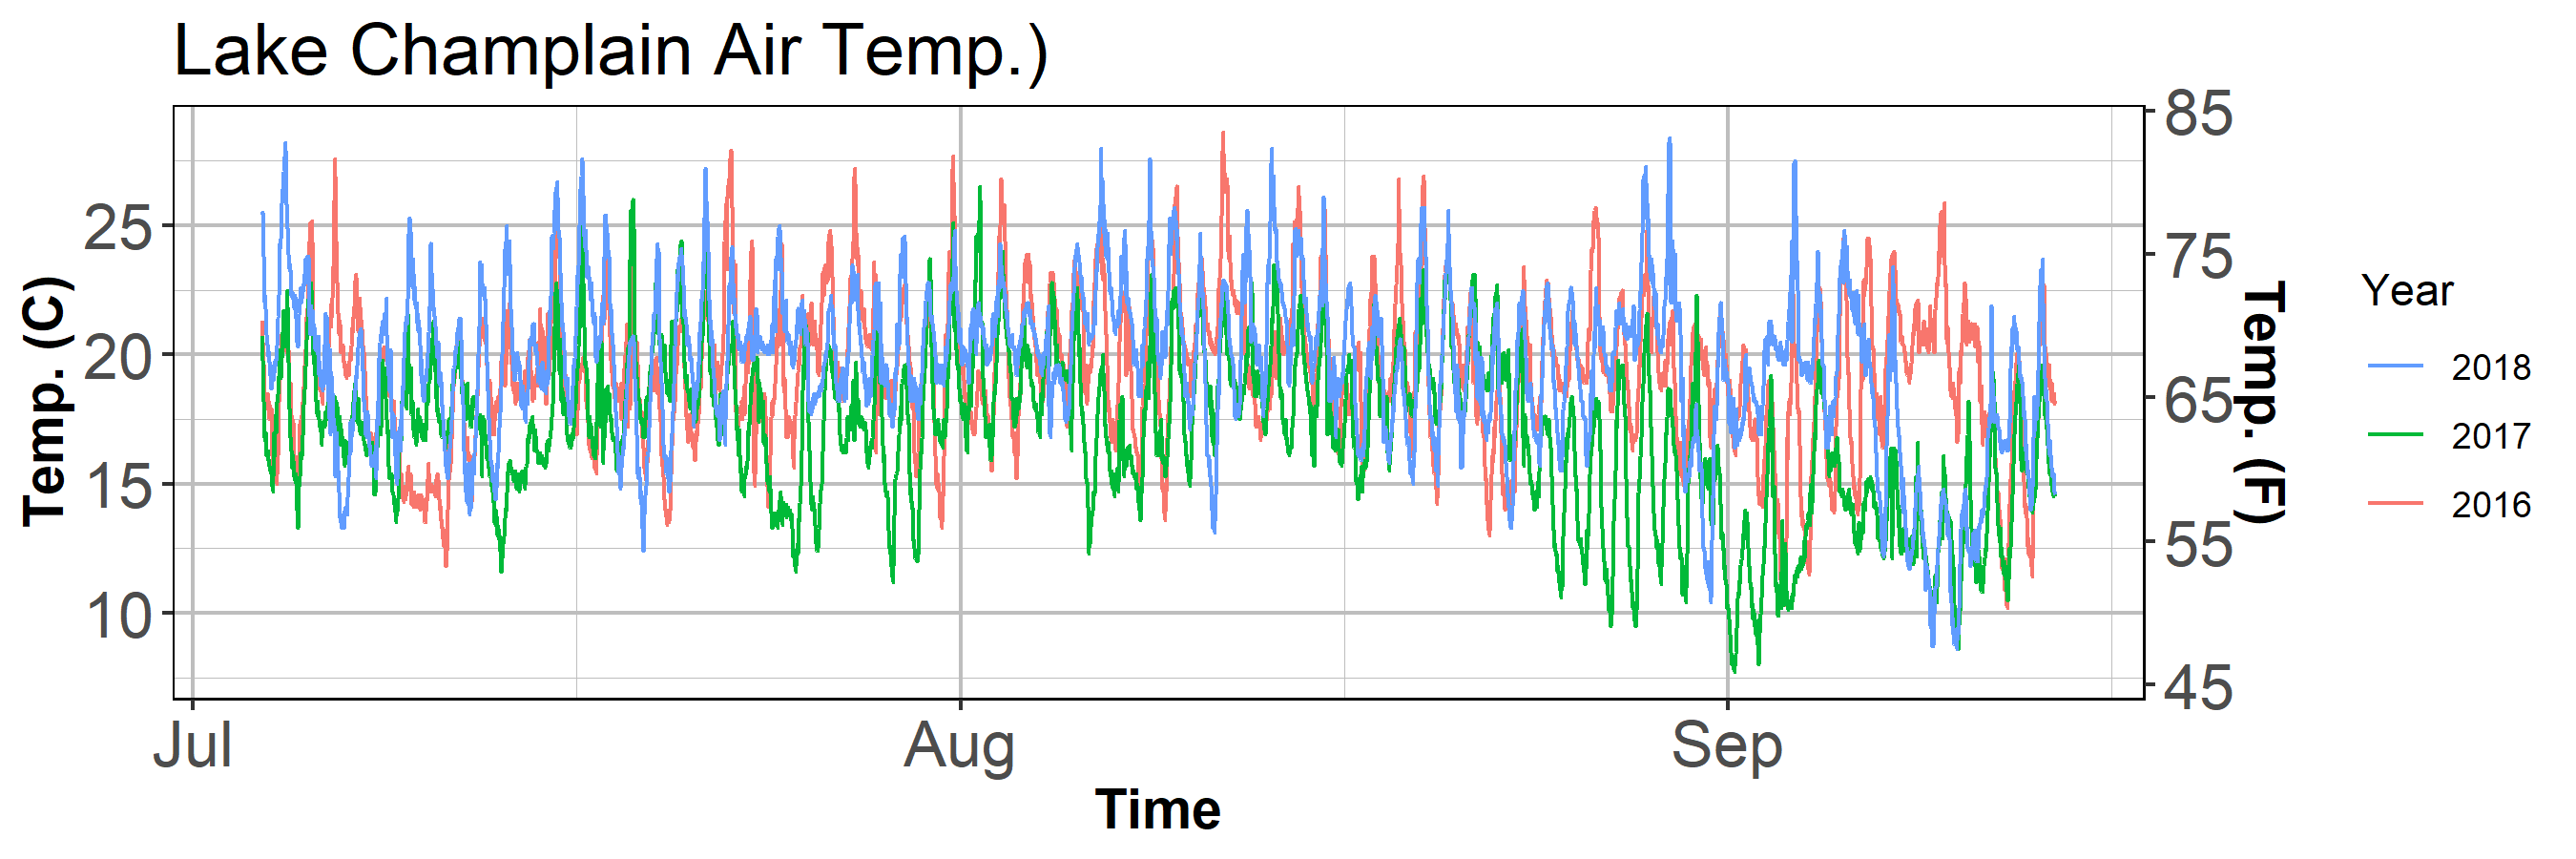 Lake Champlain Air Temp.)
Temp. (C)
25
20
15
10
85
75
65
55
45
Temp. (F)
Jul
Aug
Sep
Time
Year
2018
2017
2016